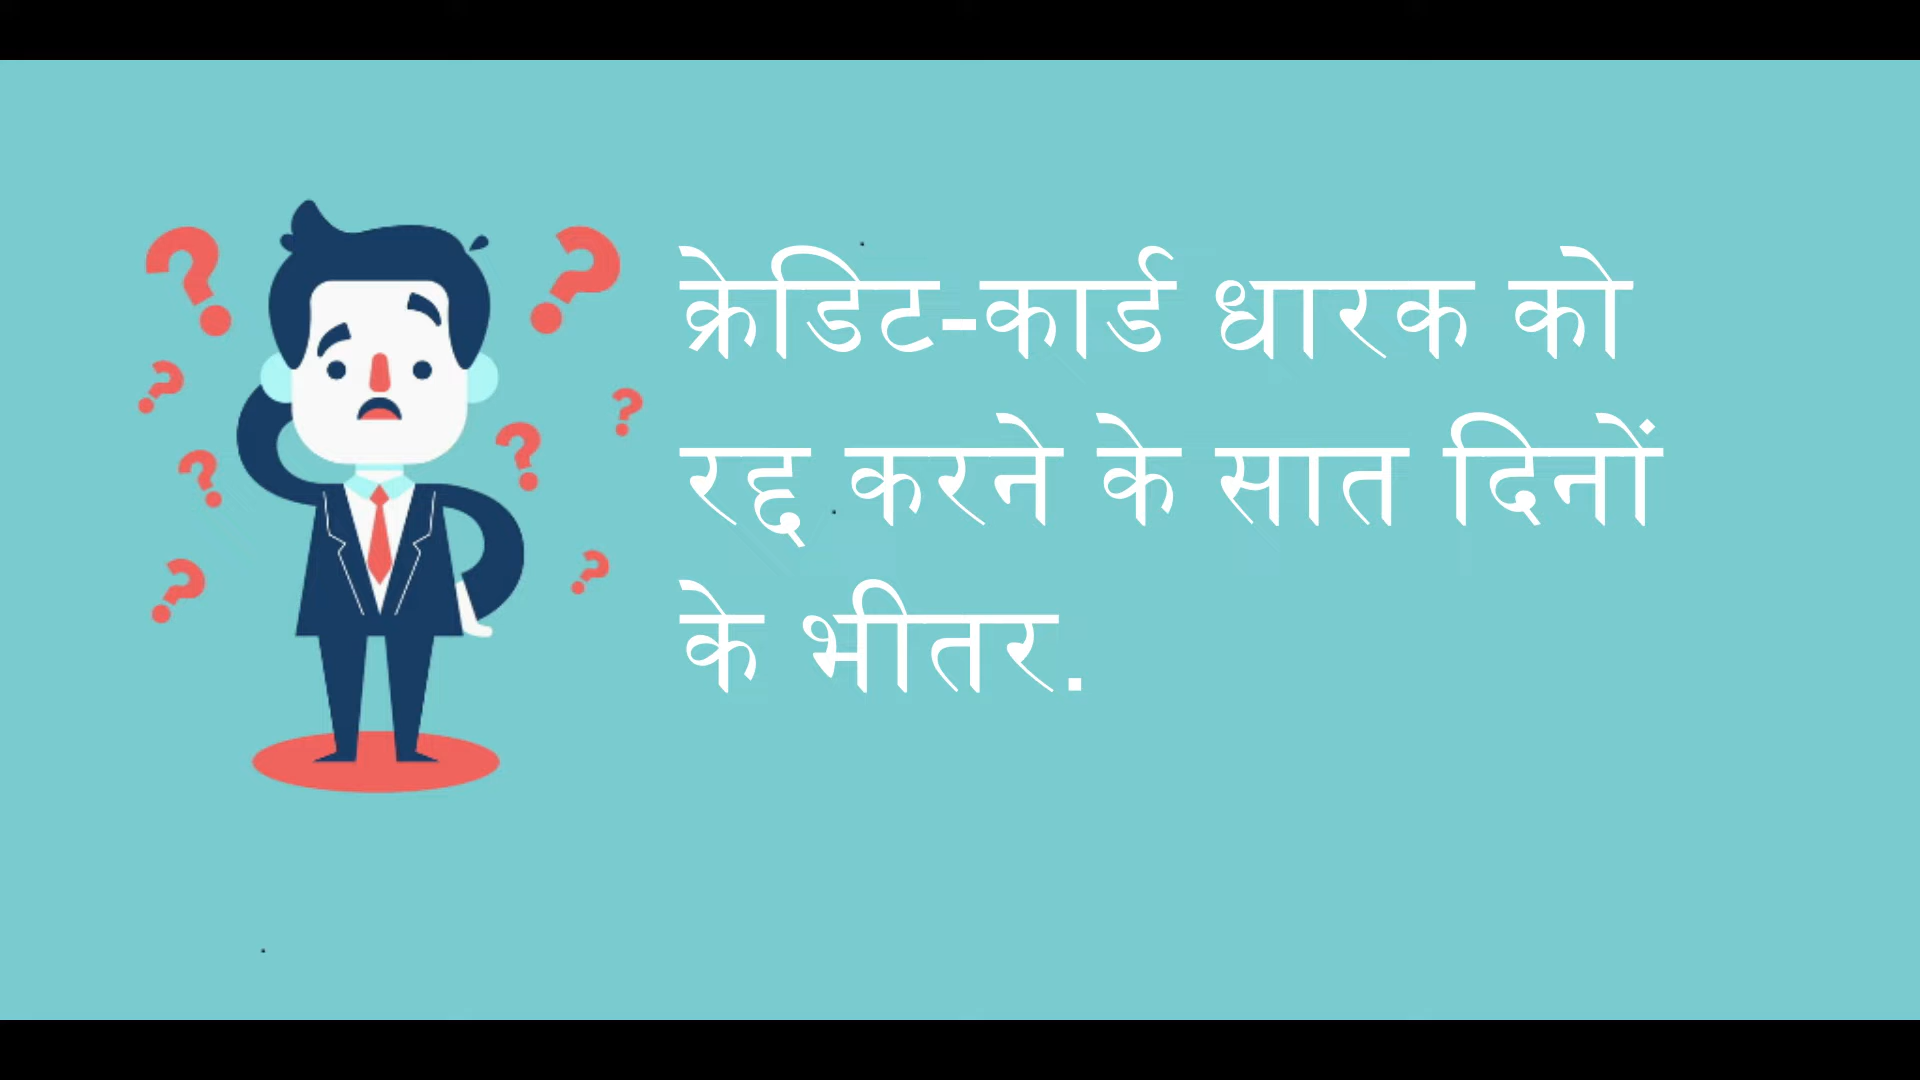 क्रेडिट-कार्ड धारक को
रद्द करने के सात दिनों
के भीतर.